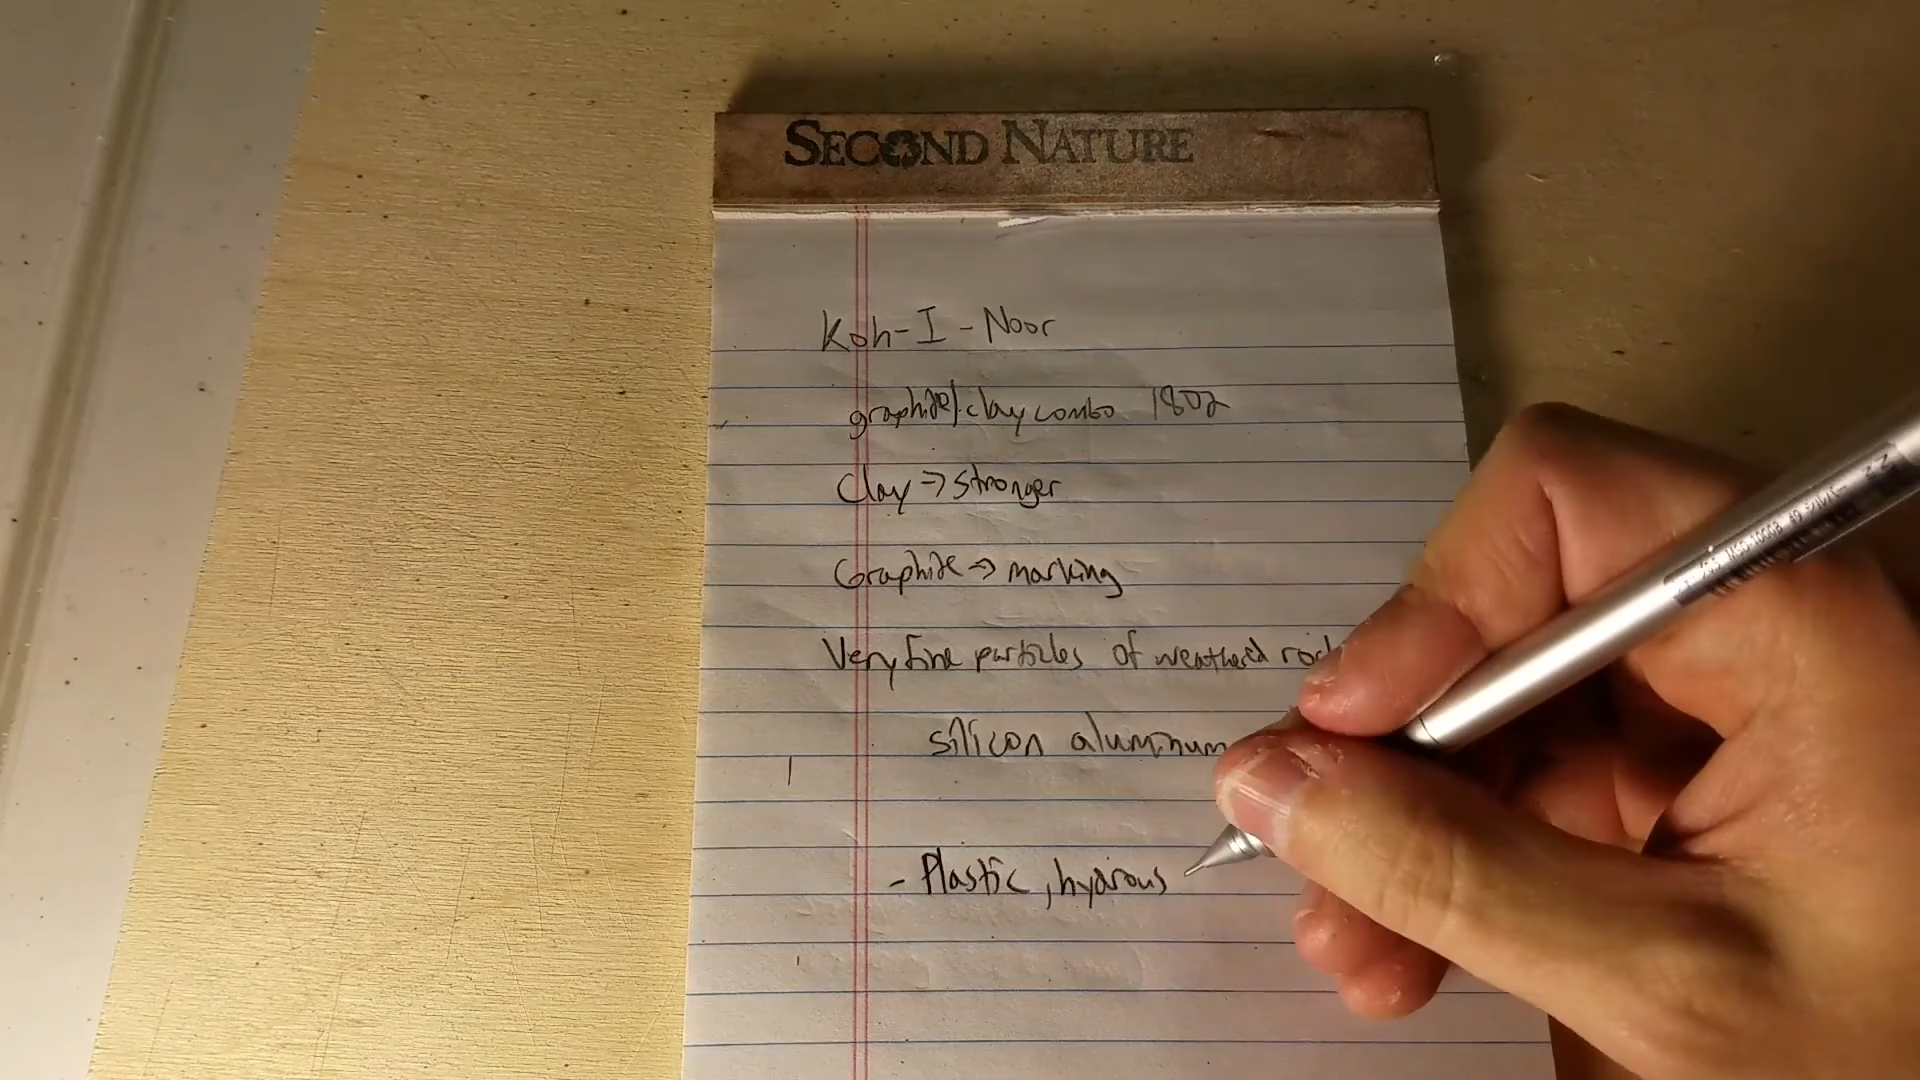 SECOND NATURE
Koh-I-Noor
graphite/clay combo 1802
Clay → stronger
Graphite → marking
Very fine particles of weathered
silicon aluminum
- Plastic, hydrous